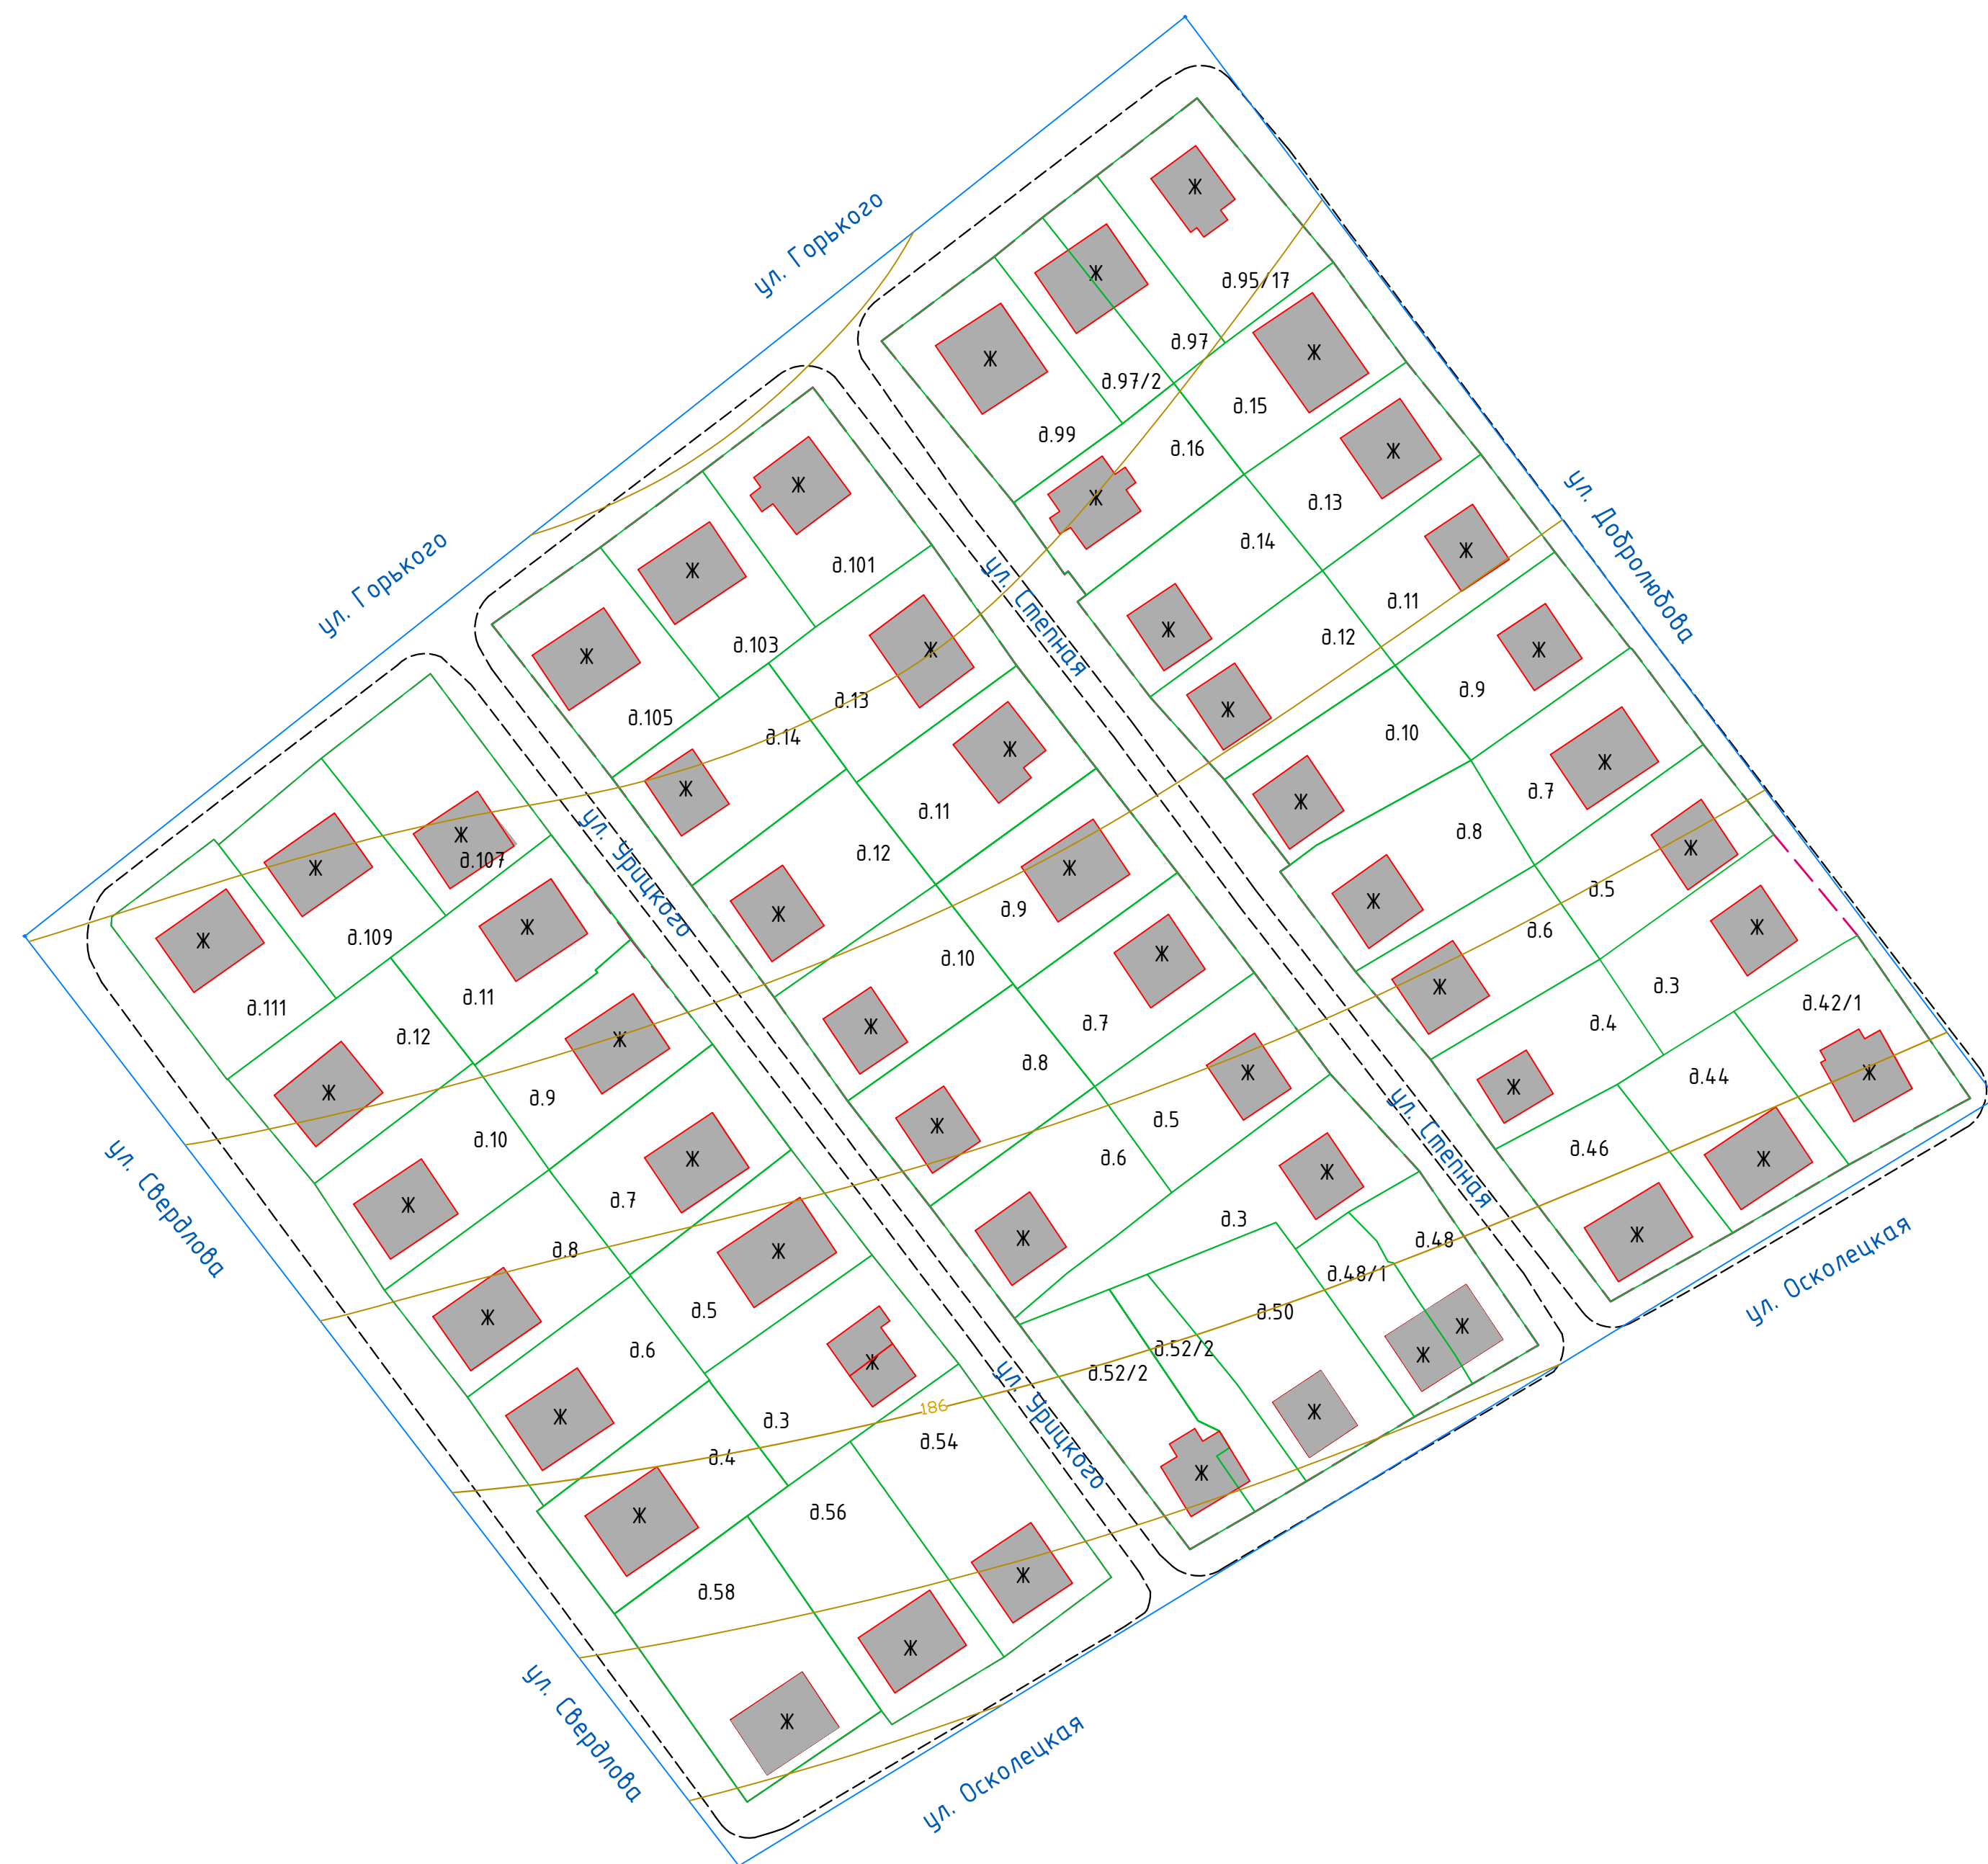 ул. Горького
ул. Горького
ул. Добролюбова
ул. Степная
ул. Степная
ул. Урицкого
ул. Урицкого
ул. Свердлова
ул. Свердлова
ул. Осколецкая
ул. Осколецкая
Ж
д.95/17
Ж
д.97
д.97/2
Ж
д.99
Ж
д.15
д.16
Ж
Ж
д.13
д.14
Ж
Ж
д.11
д.12
Ж
Ж
д.9
д.10
Ж
Ж
д.7
д.8
Ж
Ж
д.5
д.6
Ж
Ж
д.3
д.4
Ж
д.42/1
Ж
д.44
Ж
д.46
Ж
Ж
д.101
Ж
д.103
Ж
д.105
Ж
д.13
д.14
Ж
Ж
д.11
д.12
Ж
Ж
д.9
д.10
Ж
Ж
д.7
д.8
Ж
Ж
д.5
д.6
Ж
Ж
д.3
д.48
д.48/1
д.50
д.52/2
д.52/2
Ж
Ж
Ж
Ж
Ж
д.107
Ж
д.109
Ж
д.111
Ж
д.11
д.12
Ж
Ж
д.9
д.10
Ж
Ж
д.7
д.8
Ж
Ж
д.5
д.6
Ж
Ж
д.3
д.4
Ж
186
д.54
д.56
д.58
Ж
Ж
Ж